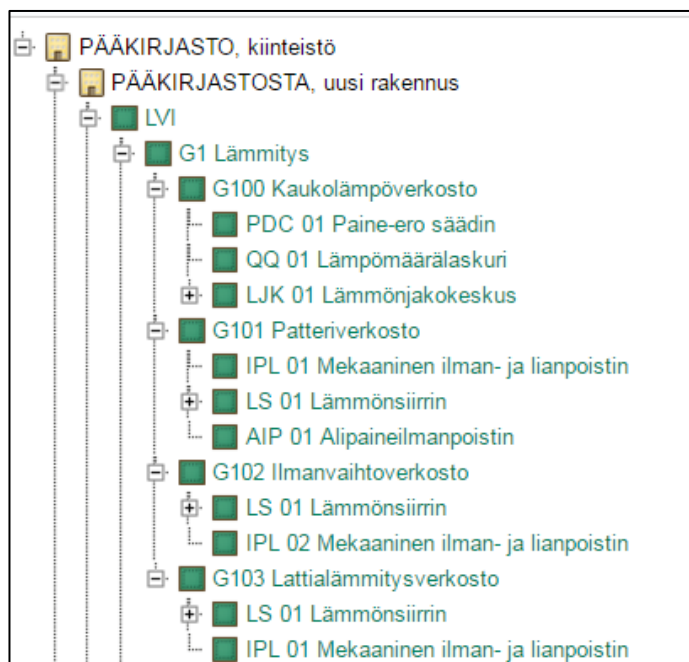 PÄÄKIRJASTO, kiinteistö
PÄÄKIRJASTOSTA, uusi rakennus
LVI
G1 Lämmitys
G100 Kaukolämpöverkosto
PDC 01 Paine-ero säädin
QQ 01 Lämpömäärälaskuri
LJK 01 Lämmönjakokeskus
G101 Patteriverkosto
IPL 01 Mekaaninen ilman- ja lianpoistin
LS 01 Lämmönsiirrin
AIP 01 Alipaineilmanpoistin
G102 Ilmanvaihtoverkosto
LS 01 Lämmönsiirrin
IPL 02 Mekaaninen ilman- ja lianpoistin
G103 Lattialämmitysverkosto
LS 01 Lämmönsiirrin
IPL 01 Mekaaninen ilman- ja lianpoistin